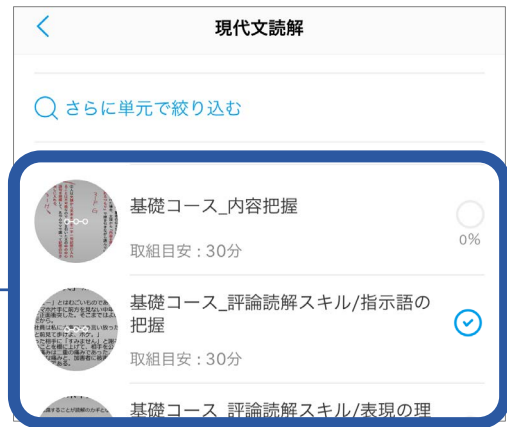 現代文読解
さらに単元で絞り込む
基礎コース_内容把握
取組目安：30分
0%
基礎コース_評論読解スキル/指示語の
把握
取組目安：30分
基礎コース_評論読解スキル/表現の理